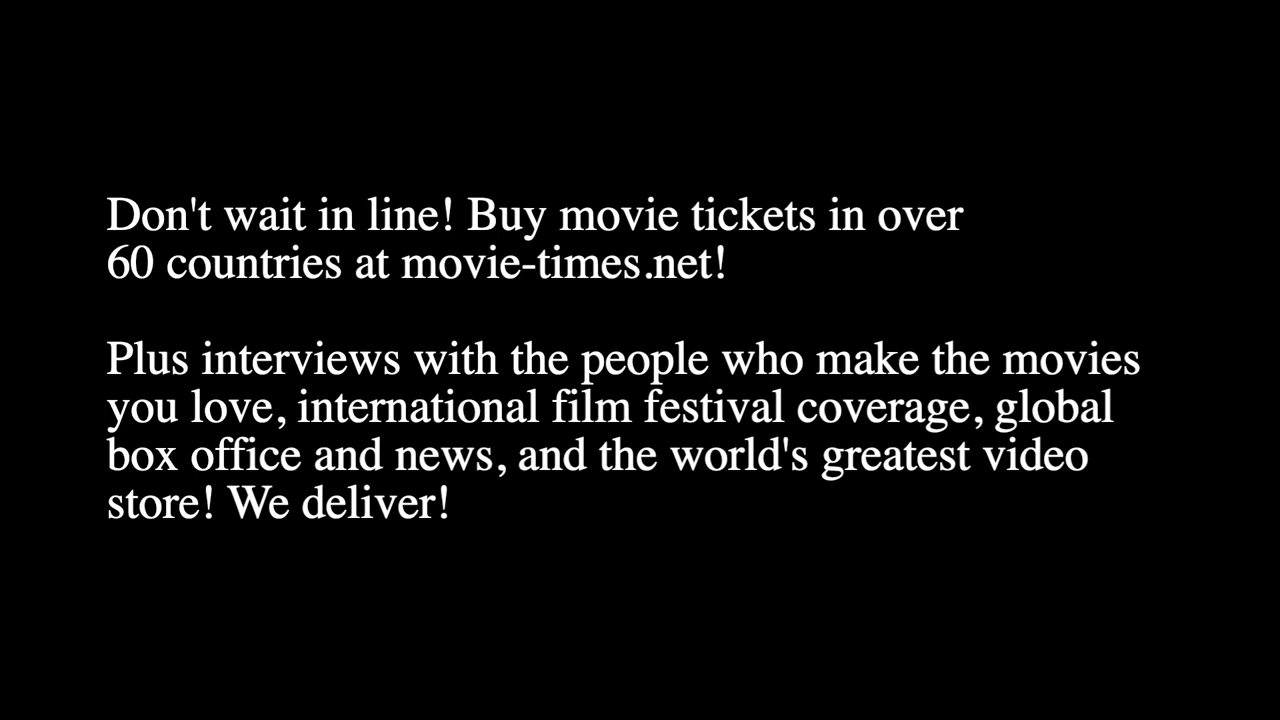 Don't wait in line! Buy movie tickets in over
60 countries at movie-times.net!
Plus interviews with the people who make the movies
you love, international film festival coverage, global
box office and news, and the world's greatest video
store! We deliver!